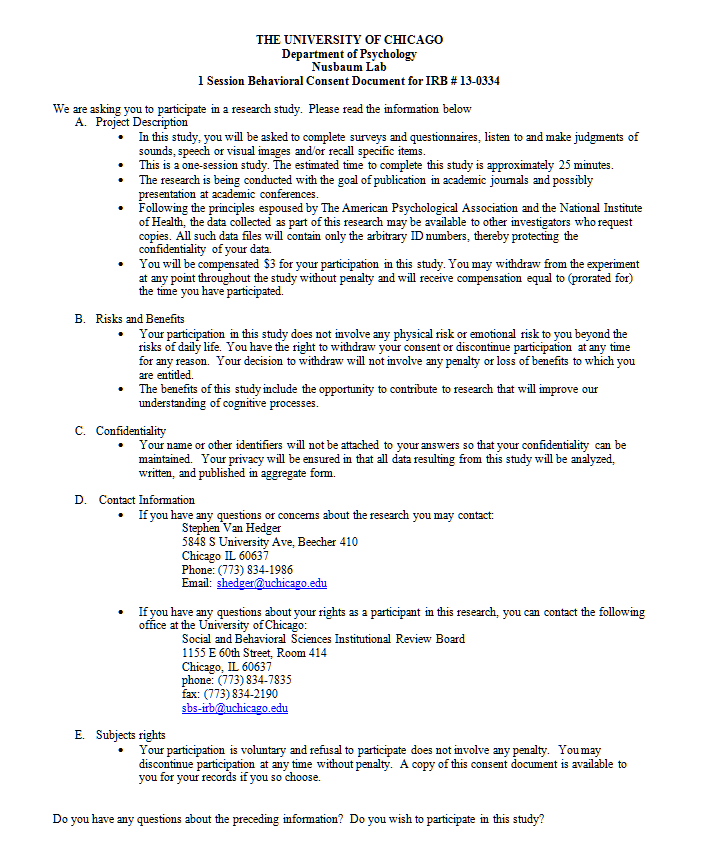 THE UNIVERSITY OF CHICAGO
Department of Psychology
Nusbaum Lab
1 Session Behavioral Consent Document for IRB # 13-0334
We are asking you to participate in a research study. Please read the information below
A. Project Description
• In this study, you will be asked to complete surveys and questionnaires, listen to and make judgments of
sounds, speech or visual images and/or recall specific items.
• This is a one-session study. The estimated time to complete this study is approximately 25 minutes.
• The research is being conducted with the goal of publication in academic journals and possibly
presentation at academic conferences.
• Following the principles espoused by The American Psychological Association and the National Institute
of Health, the data collected as part of this research may be available to other investigators who request
copies. All such data files will contain only the arbitrary ID numbers, thereby protecting the
confidentiality of your data.
• You will be compensated $3 for your participation in this study. You may withdraw from the experiment
at any point throughout the study without penalty and will receive compensation equal to (prorated for)
the time you have participated.
B. Risks and Benefits
• Your participation in this study does not involve any physical risk or emotional risk to you beyond the
risks of daily life. You have the right to withdraw your consent or discontinue participation at any time
for any reason. Your decision to withdraw will not involve any penalty or loss of benefits to which you
are entitled.
• The benefits of this study include the opportunity to contribute to research that will improve our
understanding of cognitive processes.
C. Confidentiality
• Your name or other identifiers will not be attached to your answers so that your confidentiality can be
maintained. Your privacy will be ensured in that all data resulting from this study will be analyzed,
written, and published in aggregate form.
D. Contact Information
• If you have any questions or concerns about the research you may contact:
Stephen Van Hedger
5848 S University Ave, Beecher 410
Chicago IL 60637
Phone: (773) 834-1986
Email: shedger@uchicago.edu
• If you have any questions about your rights as a participant in this research, you can contact the following
office at the University of Chicago:
Social and Behavioral Sciences Institutional Review Board
1155 E 60th Street, Room 414
Chicago, IL 60637
phone: (773) 834-7835
fax: (773) 834-2190
sbs-irb@uchicago.edu
E. Subjects rights
• Your participation is voluntary and refusal to participate does not involve any penalty. You may
discontinue participation at any time without penalty. A copy of this consent document is available to
you for your records if you so choose.
Do you have any questions about the preceding information? Do you wish to participate in this study?